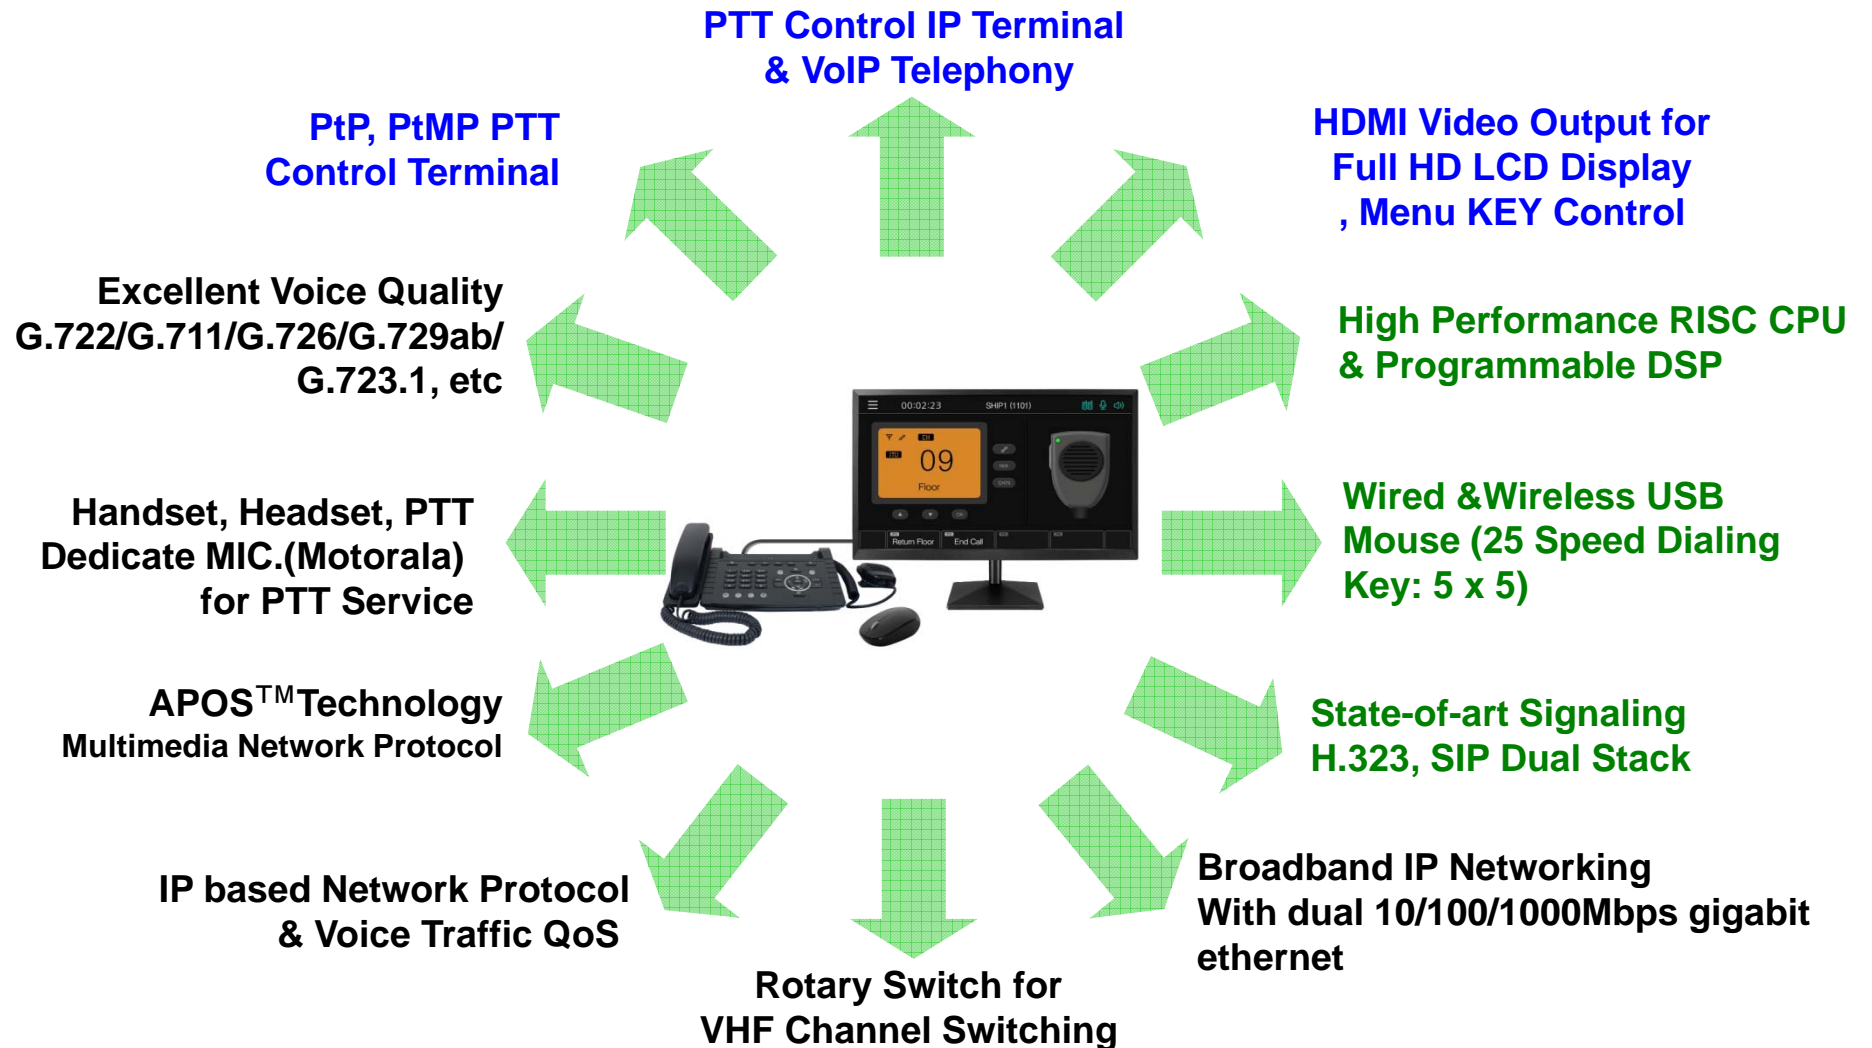 PTT Control IP Terminal
& VoIP Telephony
PtP, PtMP PTT
Control Terminal
HDMI Video Output for
Full HD LCD Display
, Menu KEY Control
Excellent Voice Quality
G.722/G.711/G.726/G.729ab/
G.723.1, etc
High Performance RISC CPU
& Programmable DSP
00:02:23 SHIP1 (1101)
09
Floor
Return Floor End Call
Handset, Headset, PTT
Dedicate MIC.(Motorala)
for PTT Service
Wired &Wireless USB
Mouse (25 Speed Dialing
Key: 5 x 5)
APOS™Technology
Multimedia Network Protocol
State-of-art Signaling
H.323, SIP Dual Stack
IP based Network Protocol
& Voice Traffic QoS
Broadband IP Networking
With dual 10/100/1000Mbps gigabit
ethernet
Rotary Switch for
VHF Channel Switching